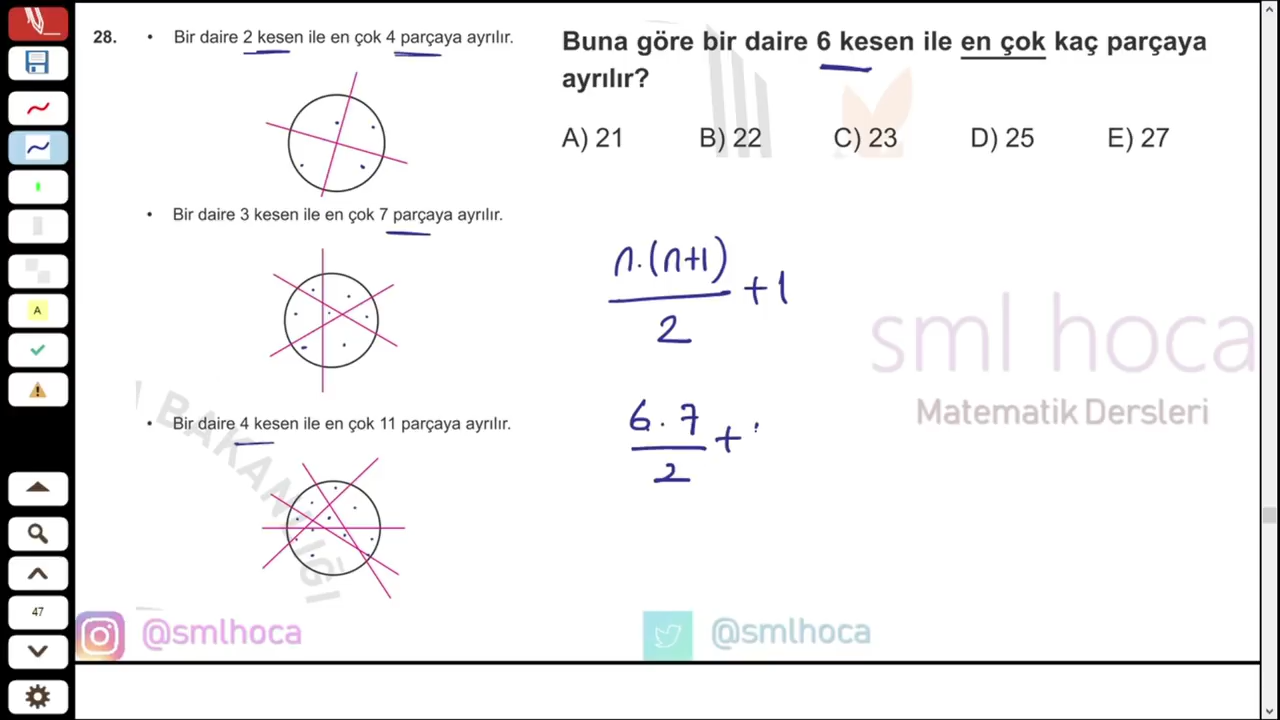 28. • Bir daire 2 kesen ile en çok 4 parçaya ayrılır.
• Bir daire 3 kesen ile en çok 7 parçaya ayrılır.
• Bir daire 4 kesen ile en çok 11 parçaya ayrılır.
BAKANLIĞI
Buna göre bir daire 6 kesen ile en çok kaç parçaya
ayrılır?
A) 21 B) 22 C) 23 D) 25 E) 27
n.(n+1)
+1
2
6.7
+
2
sml hoca
Matematik Dersleri
A
47
@smlhoca
@smlhoca